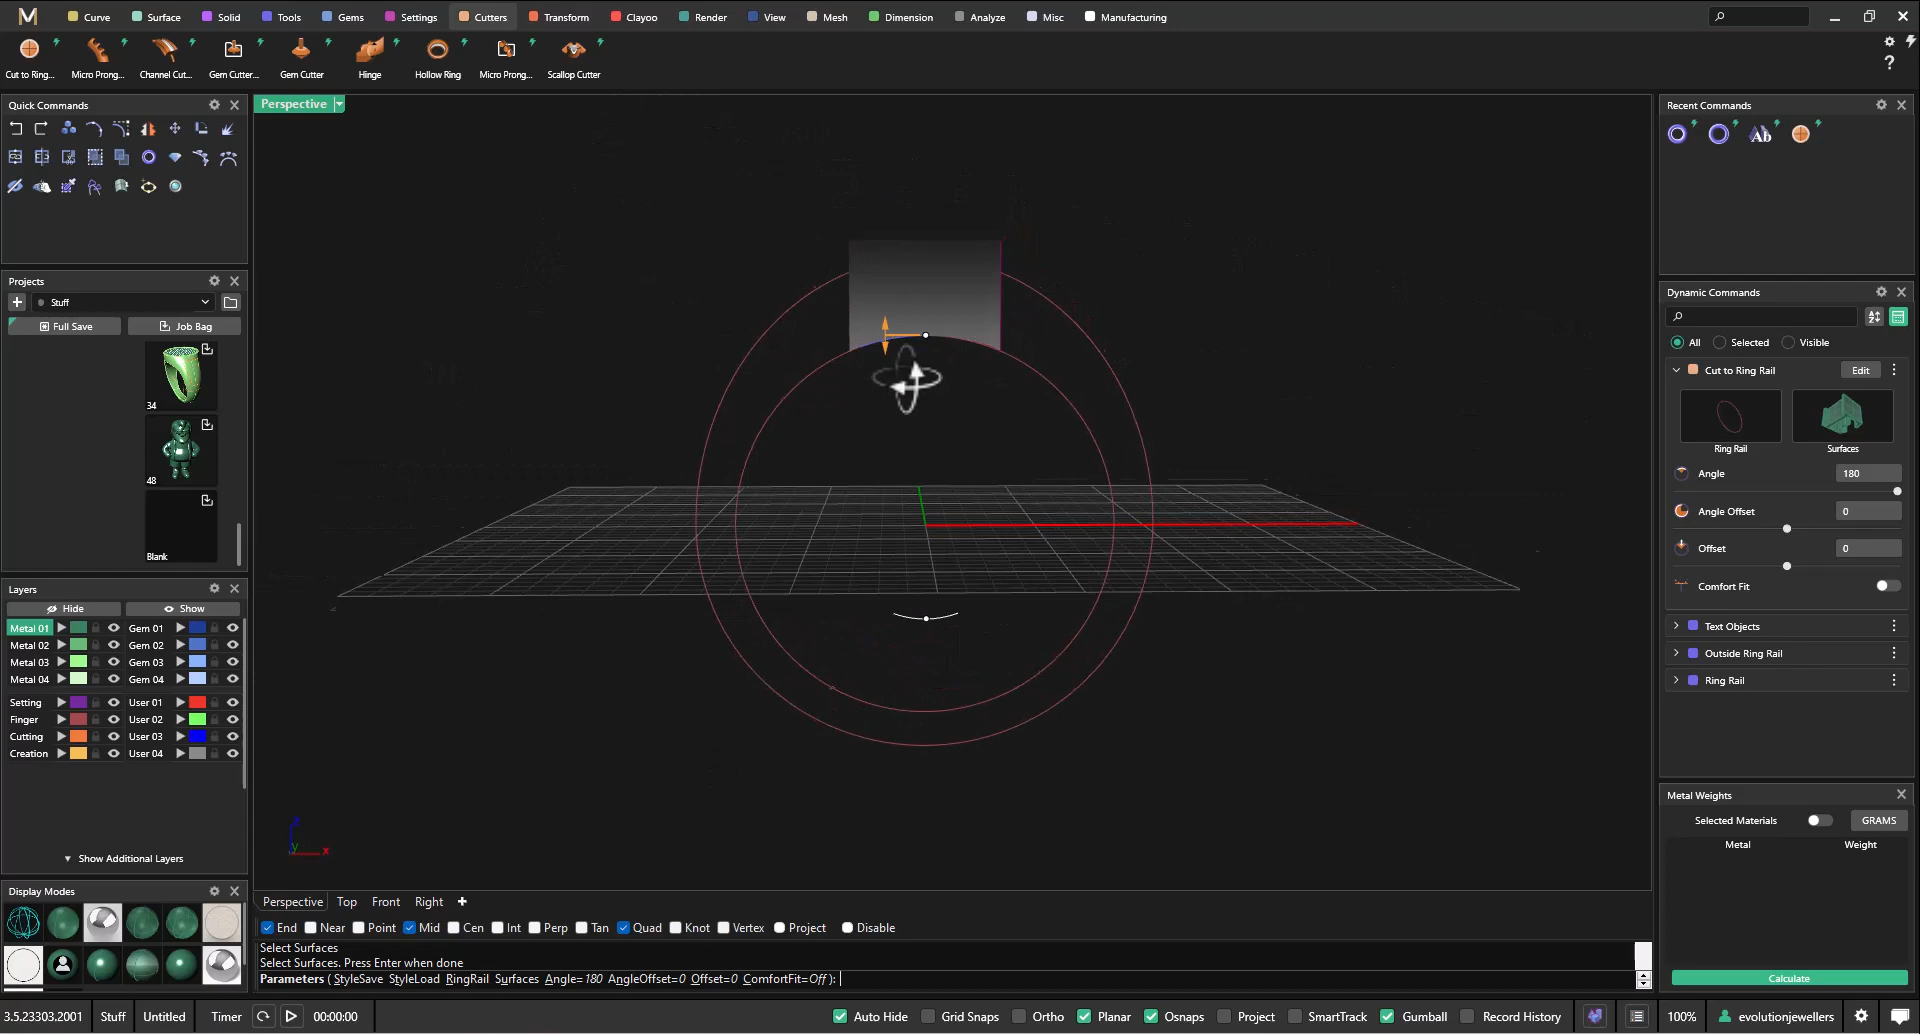 M Curve Surface Solid Tools Gems Settings Cutters Transform Clayoo Render View Mesh Dimension Analyze Misc Manufacturing
Cut to Ring... Micro Prong... Channel Cut... Gem Cutter... Gem Cutter Hinge Hollow Ring Micro Prong... Scallop Cutter
?
Quick Commands
Projects
Stuff
Full Save Job Bag
34
48
Blank
Layers
Hide Show
Metal 01 Gem 01
Metal 02 Gem 02
Metal 03 Gem 03
Metal 04 Gem 04
Setting User 01
Finger User 02
Cutting User 03
Creation User 04
Show Additional Layers
Display Modes
Perspective
z
y x
Perspective Top Front Right
End Near Point Mid Cen Int Perp Tan Quad Knot Vertex Project Disable
Select Surfaces
Select Surfaces. Press Enter when done
Parameters ( StyleSave StyleLoad RingRail Surfaces Angle=180 AngleOffset=0 Offset=0 ComfortFit=Off ):
Recent Commands
Ab
Dynamic Commands
All Selected Visible
Cut to Ring Rail Edit
Ring Rail Surfaces
Angle 180
Angle Offset 0
Offset 0
Comfort Fit
Text Objects
Outside Ring Rail
Ring Rail
Metal Weights
Selected Materials GRAMS
Metal Weight
Calculate
3.5.23303.2001 Stuff Untitled Timer 00:00:00 Auto Hide Grid Snaps Ortho Planar Osnaps Project SmartTrack Gumball Record History 100% evolutionjewellers